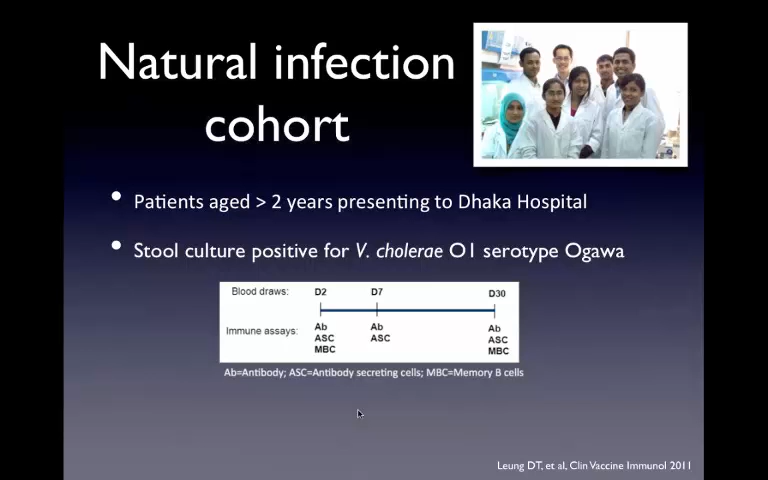 Natural infection
cohort
• Patients aged > 2 years presenting to Dhaka Hospital
• Stool culture positive for V. cholerae O1 serotype Ogawa
Blood draws: D2 D7 D30
Immune assays: Ab Ab Ab
ASC ASC ASC
MBC MBC
Ab=Antibody; ASC=Antibody secreting cells; MBC=Memory B cells
Leung DT, et al, Clin Vaccine Immunol 2011